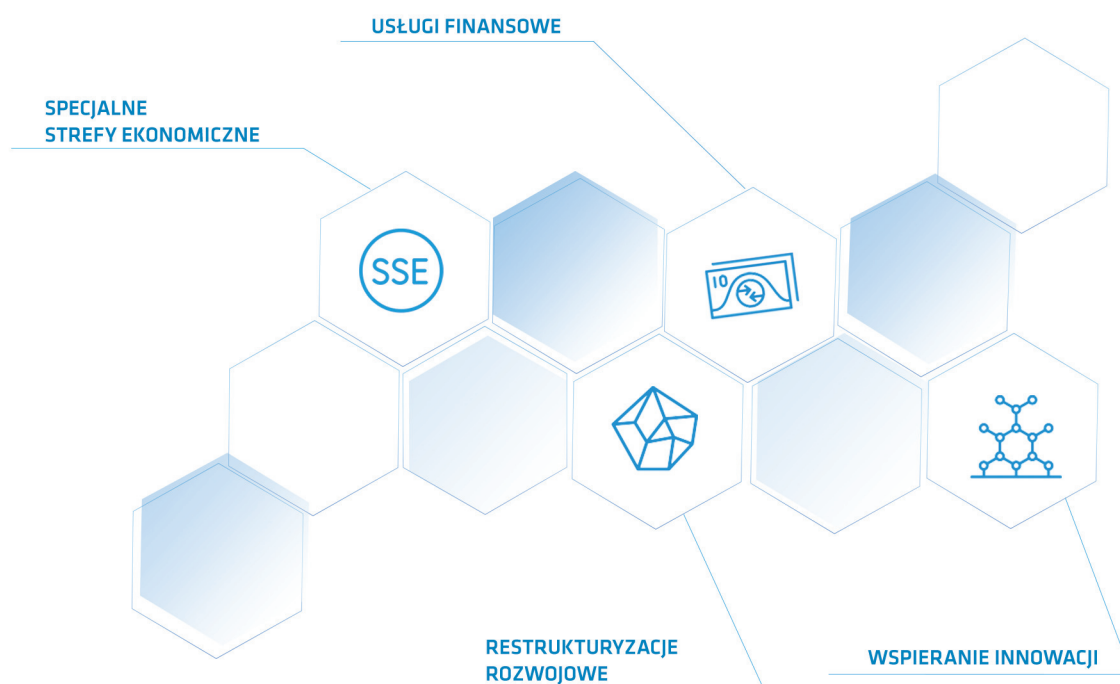 USŁUGI FINANSOWE
SPECJALNE
STREFY EKONOMICZNE
SSE
10
RESTRUKTURYZACJE
ROZWOJOWE
WSPIERANIE INNOWACJI